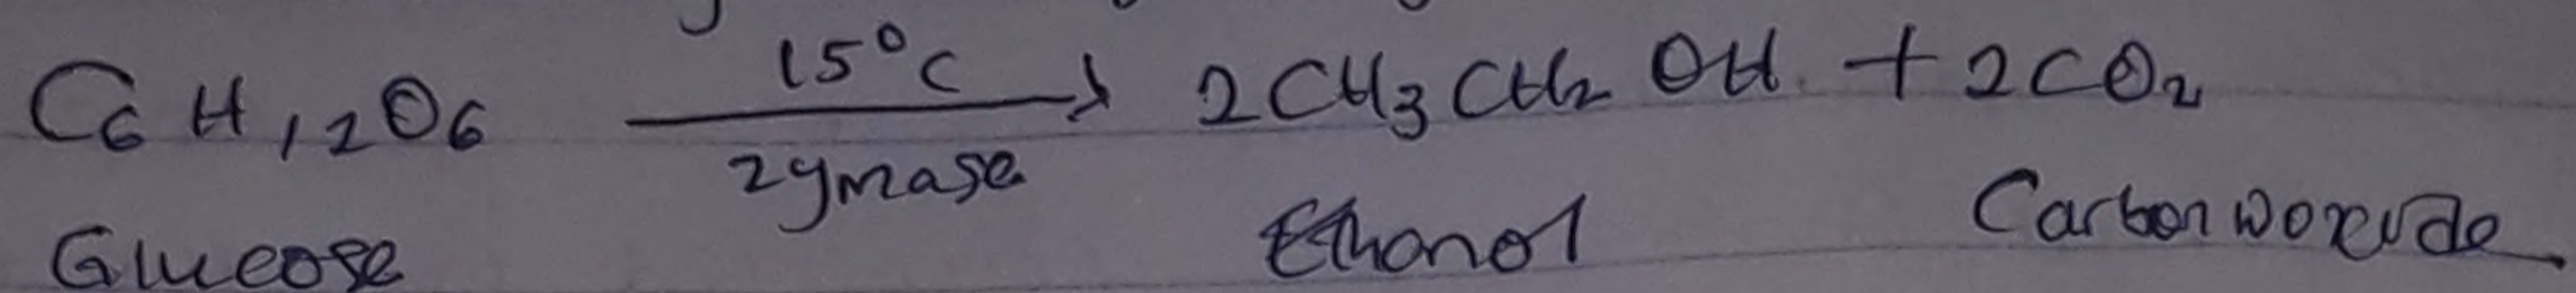 15°C
C₆H₁₂O₆ → 2CH₃CH₂OH + 2CO₂
zymase
Glucose Ethanol Carbon